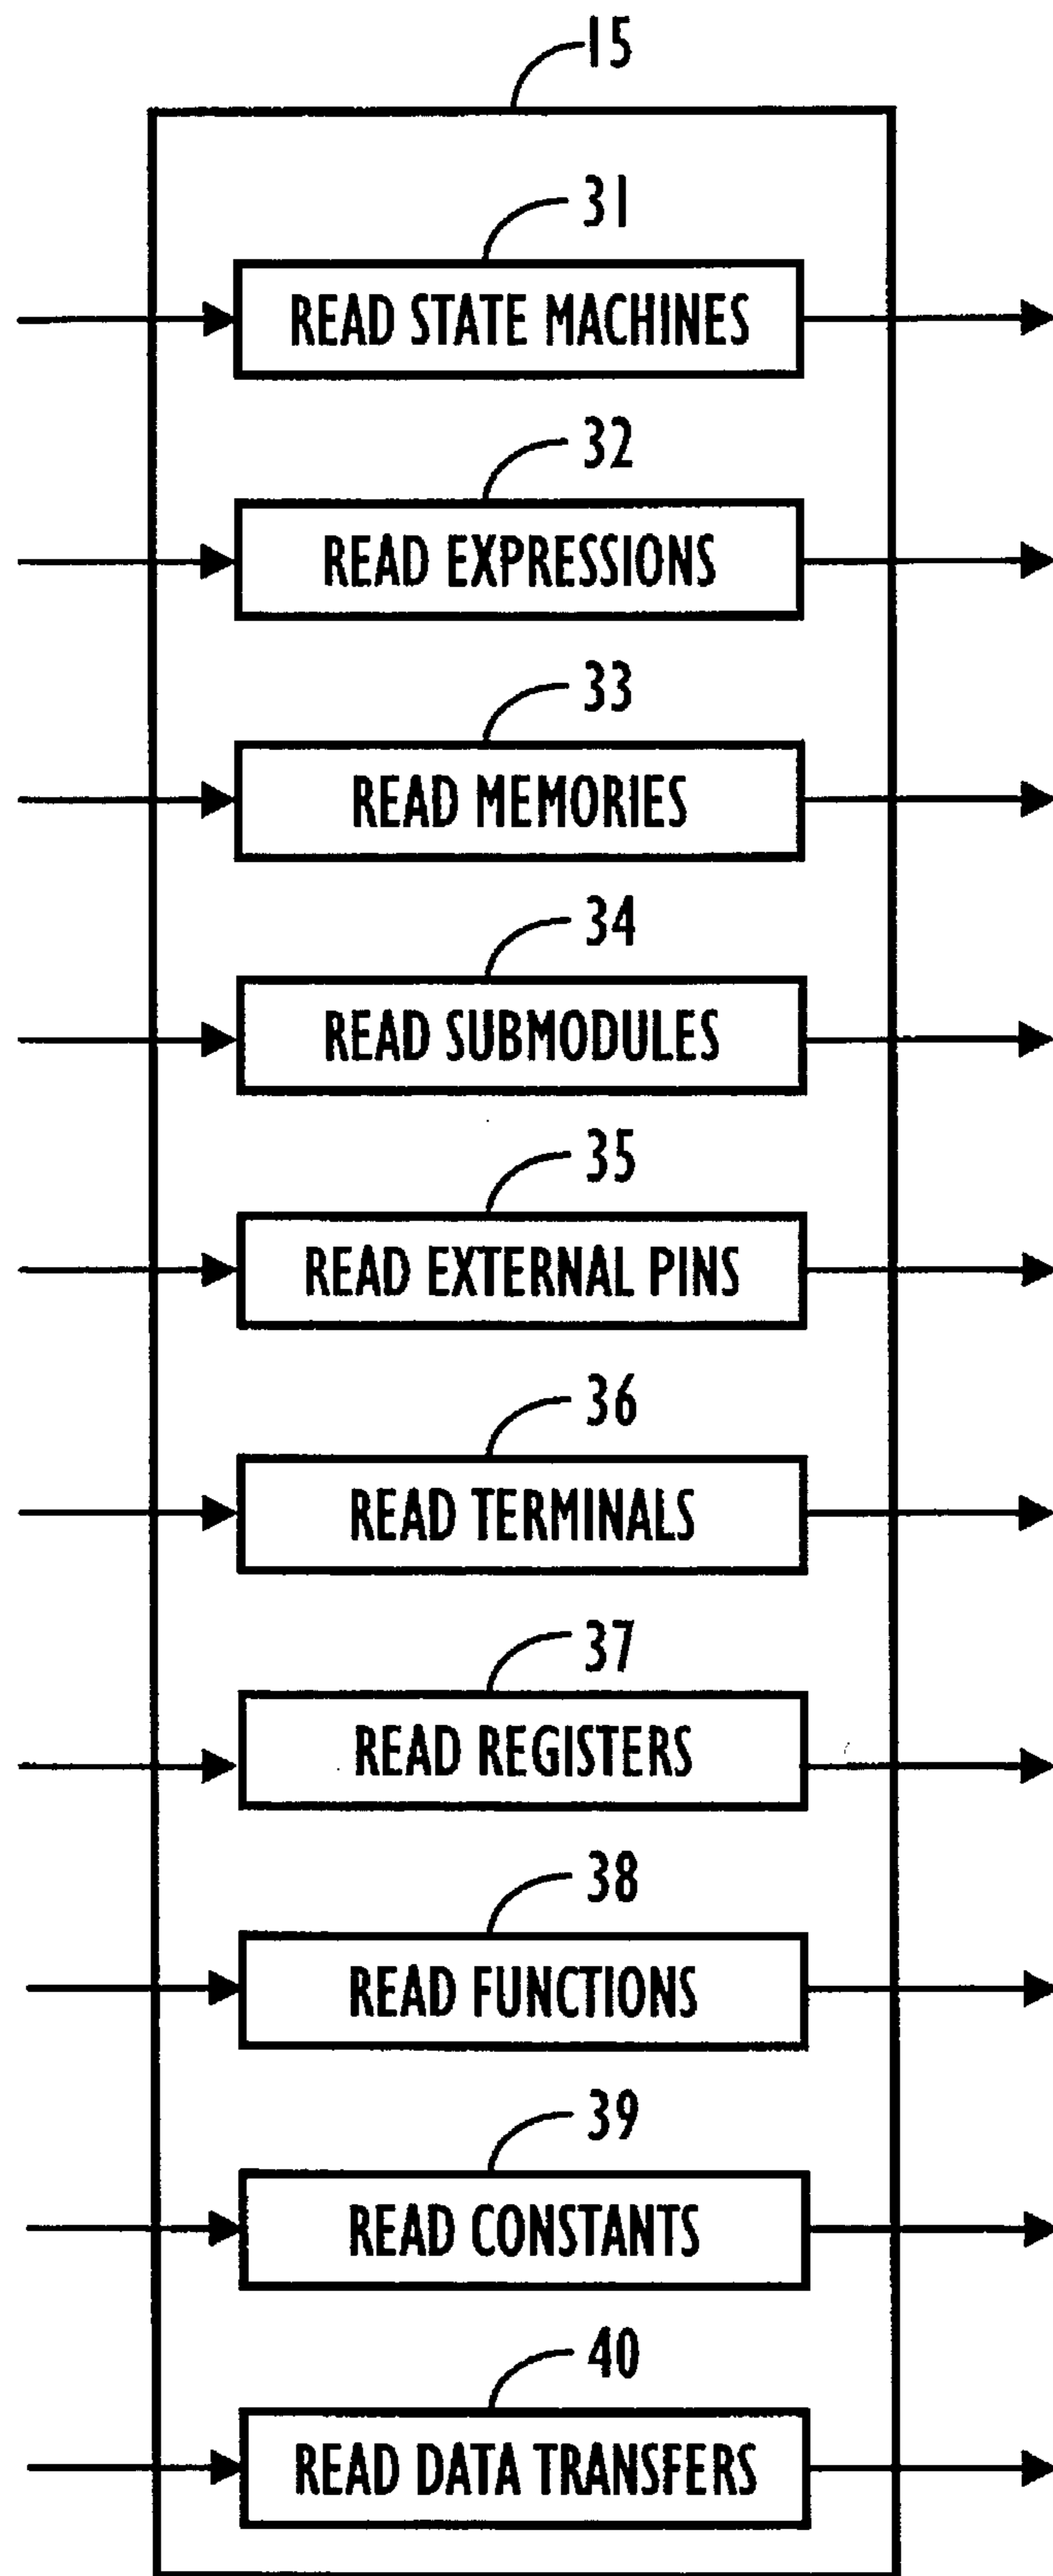 15
31
READ STATE MACHINES
32
READ EXPRESSIONS
33
READ MEMORIES
34
READ SUBMODULES
35
READ EXTERNAL PINS
36
READ TERMINALS
37
READ REGISTERS
38
READ FUNCTIONS
39
READ CONSTANTS
40
READ DATA TRANSFERS